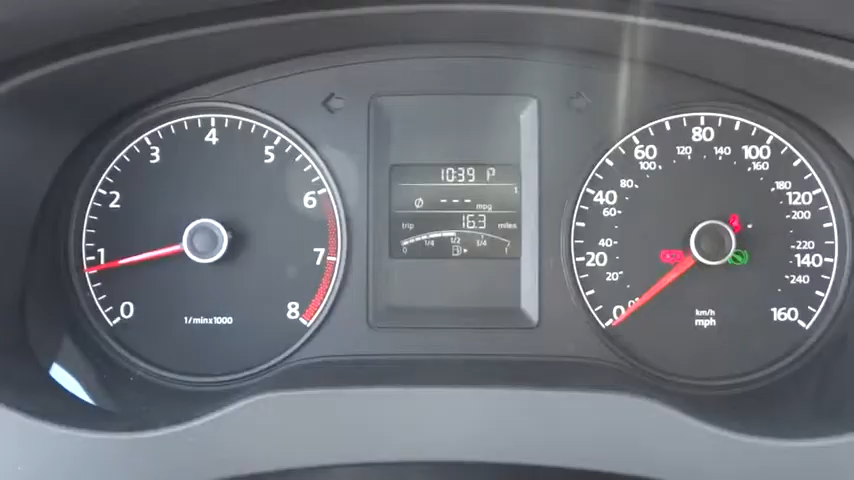 0
1
2
3
4
5
6
7
8
1/minx1000
10:39 P
1
Ø --- mpg
trip 16.3 miles
0 1/4 1/2 3/4 1
0 20 40 60 80 100 120 140 160
20 40 60 80 100 120 140 160 180 200 220 240
km/h
mph